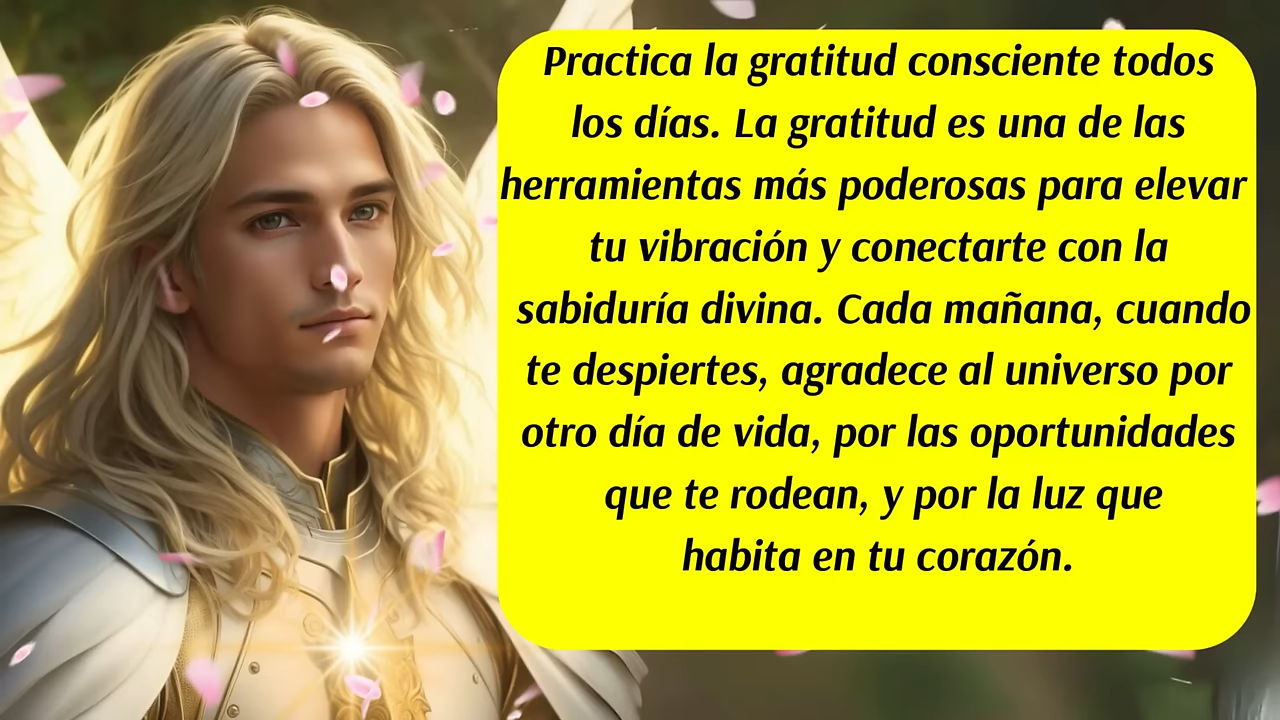 Practica la gratitud consciente todos
los días. La gratitud es una de las
herramientas más poderosas para elevar
tu vibración y conectarte con la
sabiduría divina. Cada mañana, cuando
te despiertes, agradece al universo por
otro día de vida, por las oportunidades
que te rodean, y por la luz que
habita en tu corazón.